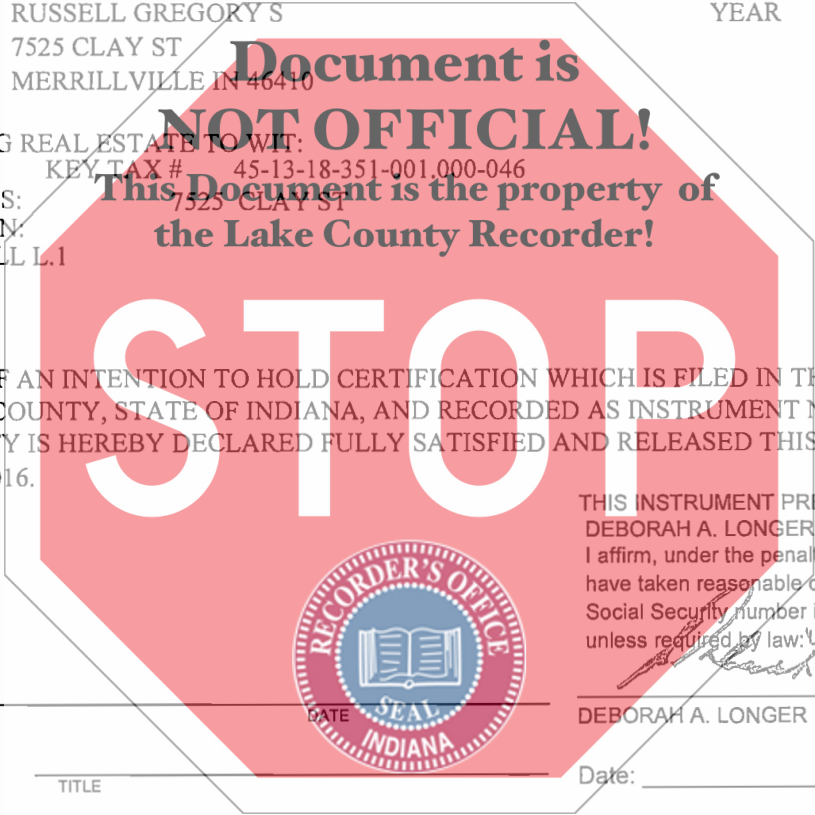 RUSSELL GREGORY S YEAR
7525 CLAY ST
MERRILLVILLE IN 46410
Document is
NOT OFFICIAL!
G REAL ESTATE TO WIT:
KEY TAX # 45-13-18-351-001.000-046
This Document is the property of
S: 7525 CLAY ST
N:
the Lake County Recorder!
LL L.1
STOP
F AN INTENTION TO HOLD CERTIFICATION WHICH IS FILED IN TH
COUNTY, STATE OF INDIANA, AND RECORDED AS INSTRUMENT N
Y IS HEREBY DECLARED FULLY SATISFIED AND RELEASED THIS
016.
THIS INSTRUMENT PRE
DEBORAH A. LONGER
I affirm, under the penalt
have taken reasonable c
Social Security number i
unless required by law:
RECORDER'S OFFICE
SEAL
INDIANA
DATE
DEBORAH A. LONGER
TITLE
Date: